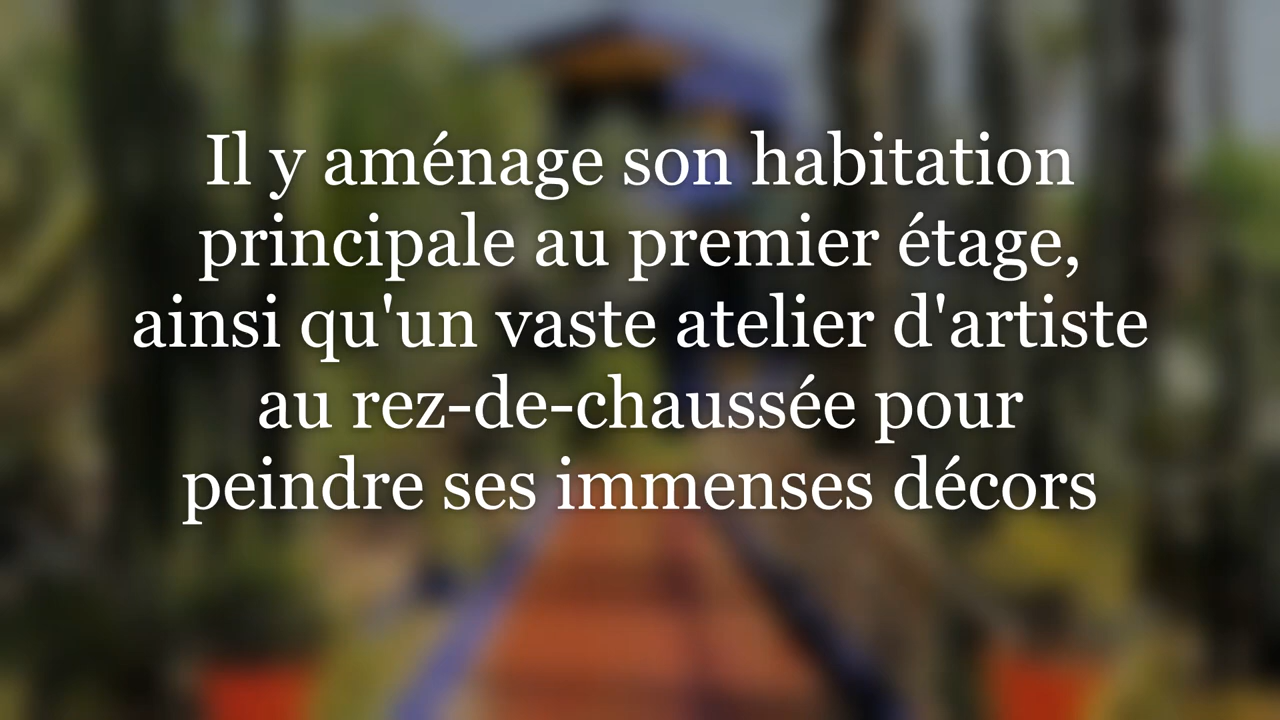 Il y aménage son habitation
principale au premier étage,
ainsi qu'un vaste atelier d'artiste
au rez-de-chaussée pour
peindre ses immenses décors